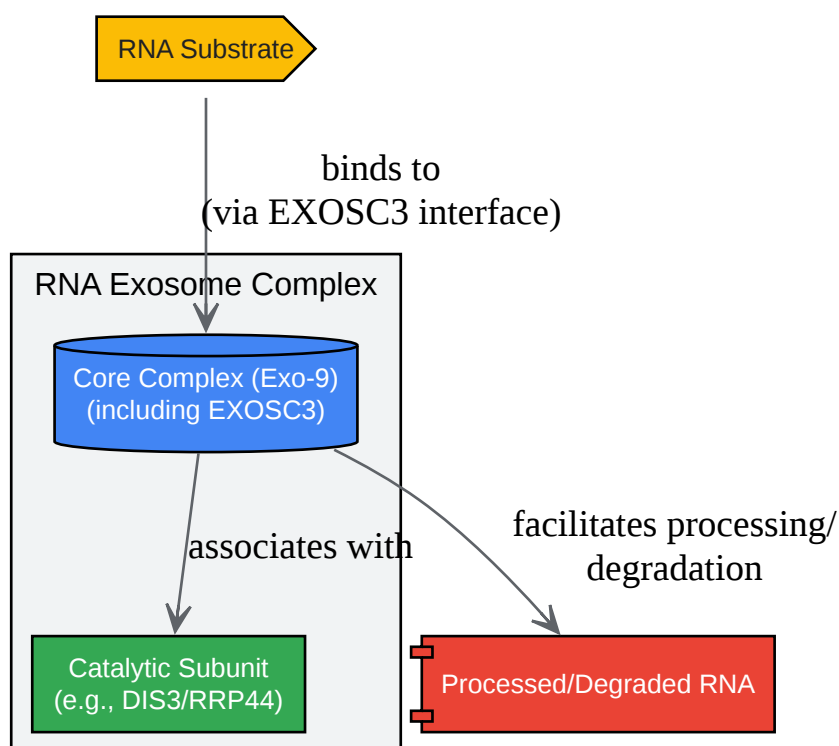 RNA Substrate
binds to
(via EXOSC3 interface)
RNA Exosome Complex
Core Complex (Exo-9)
(including EXOSC3)
associates with
facilitates processing/
degradation
Catalytic Subunit
(e.g., DIS3/RRP44)
Processed/Degraded RNA